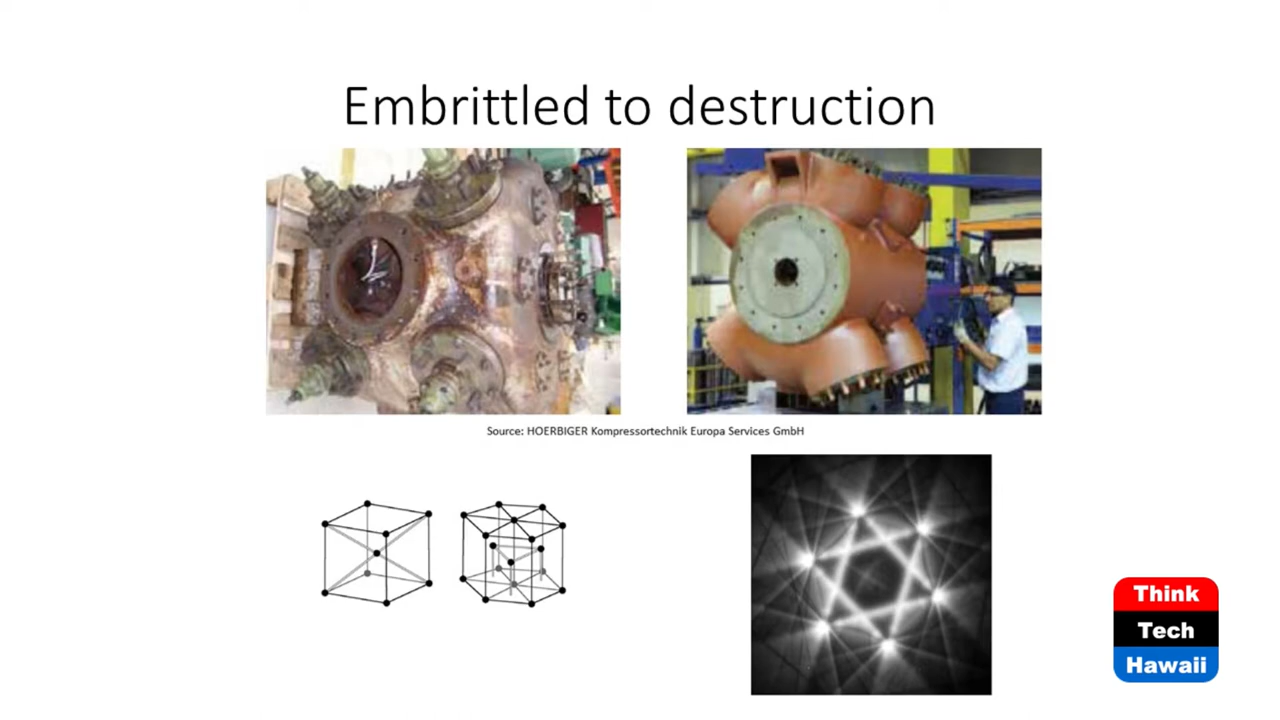 Embrittled to destruction
Source: HOERBIGER Kompressortechnik Europa Services GmbH
Think
Tech
Hawaii